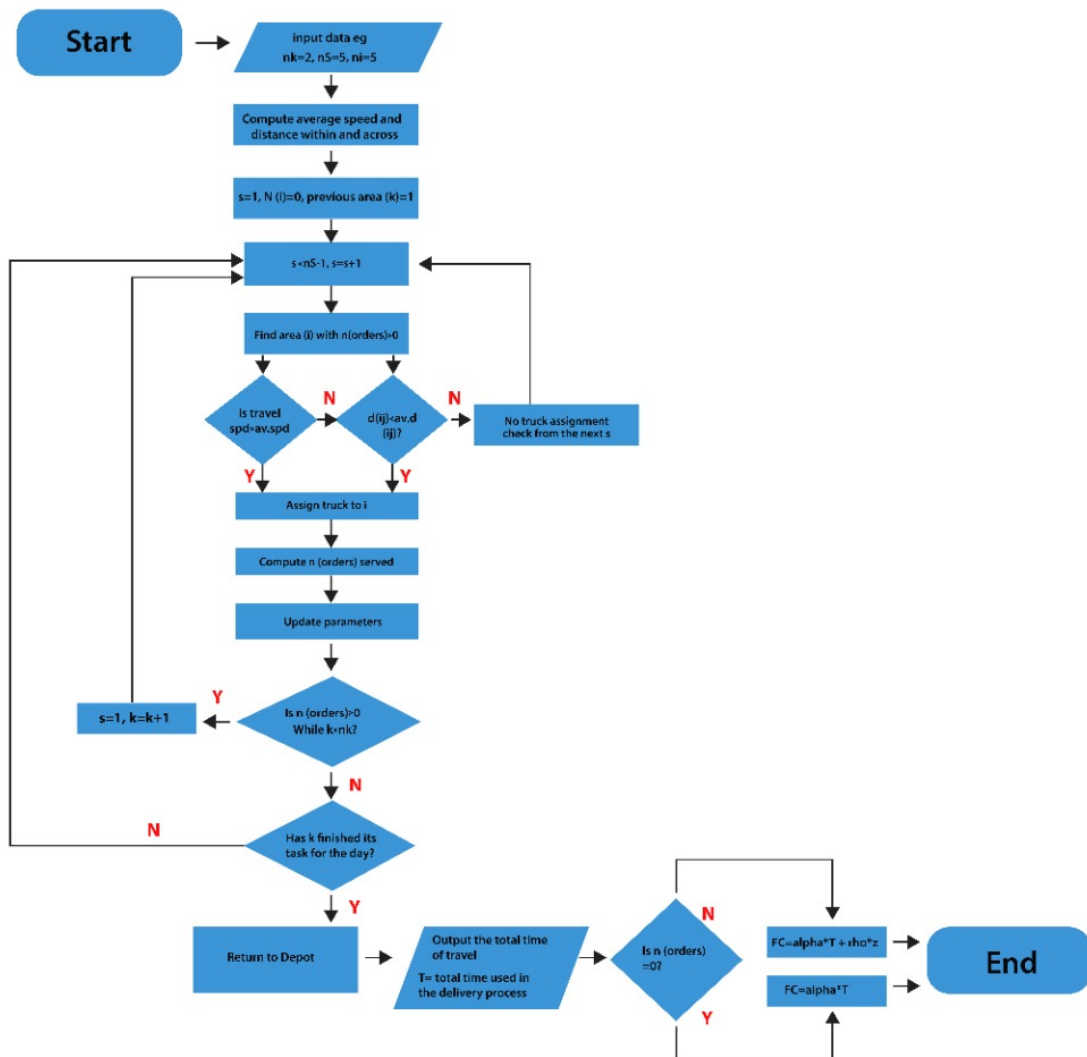 Start
input data eg
nk=2, nS=5, ni=5
Compute average speed and
distance within and across
s=1, N (i)=0, previous area (k)=1
s<nS-1, s=s+1
Find area (i) with n(orders)>0
Is travel
spd>av.spd
N
d(ij)<av.d
(ij)?
N
No truck assignment
check from the next s
Y
Y
Assign truck to i
Compute n (orders) served
Update parameters
Is n (orders)>0
While k<nk?
Y
s=1, k=k+1
N
Has k finished its
task for the day?
N
Y
Return to Depot
Output the total time
of travel
T= total time used in
the delivery process
Is n (orders)
=0?
N
Y
FC=alpha*T + rho*z
FC=alpha*T
End